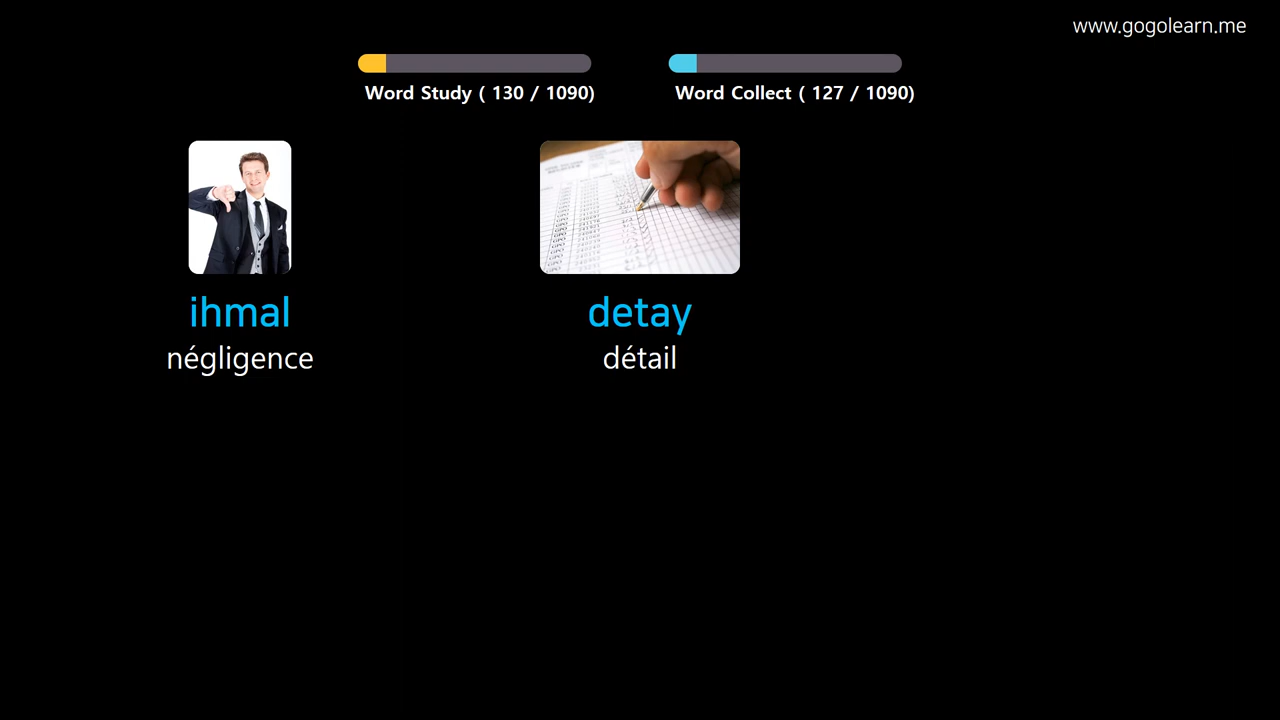 www.gogolearn.me
Word Study ( 130 / 1090)
Word Collect ( 127 / 1090)
ihmal
négligence
detay
détail